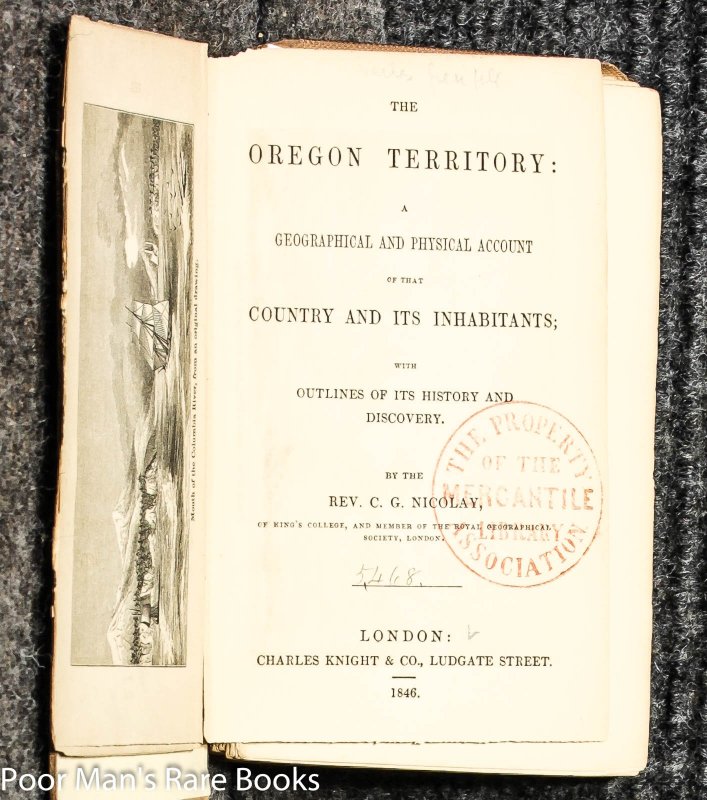 Mouth of the Columbia River, from an original drawing.
THE
OREGON TERRITORY:
A
GEOGRAPHICAL AND PHYSICAL ACCOUNT
OF THAT
COUNTRY AND ITS INHABITANTS;
WITH
OUTLINES OF ITS HISTORY AND
DISCOVERY.
BY THE
REV. C. G. NICOLAY,
OF KING'S COLLEGE, AND MEMBER OF THE ROYAL GEOGRAPHICAL
SOCIETY, LONDON.
THE PROPERTY
OF THE
MERCANTILE
LIBRARY
ASSOCIATION
5468.
LONDON:
CHARLES KNIGHT & CO., LUDGATE STREET.
1846.
Poor Man's Rare Books